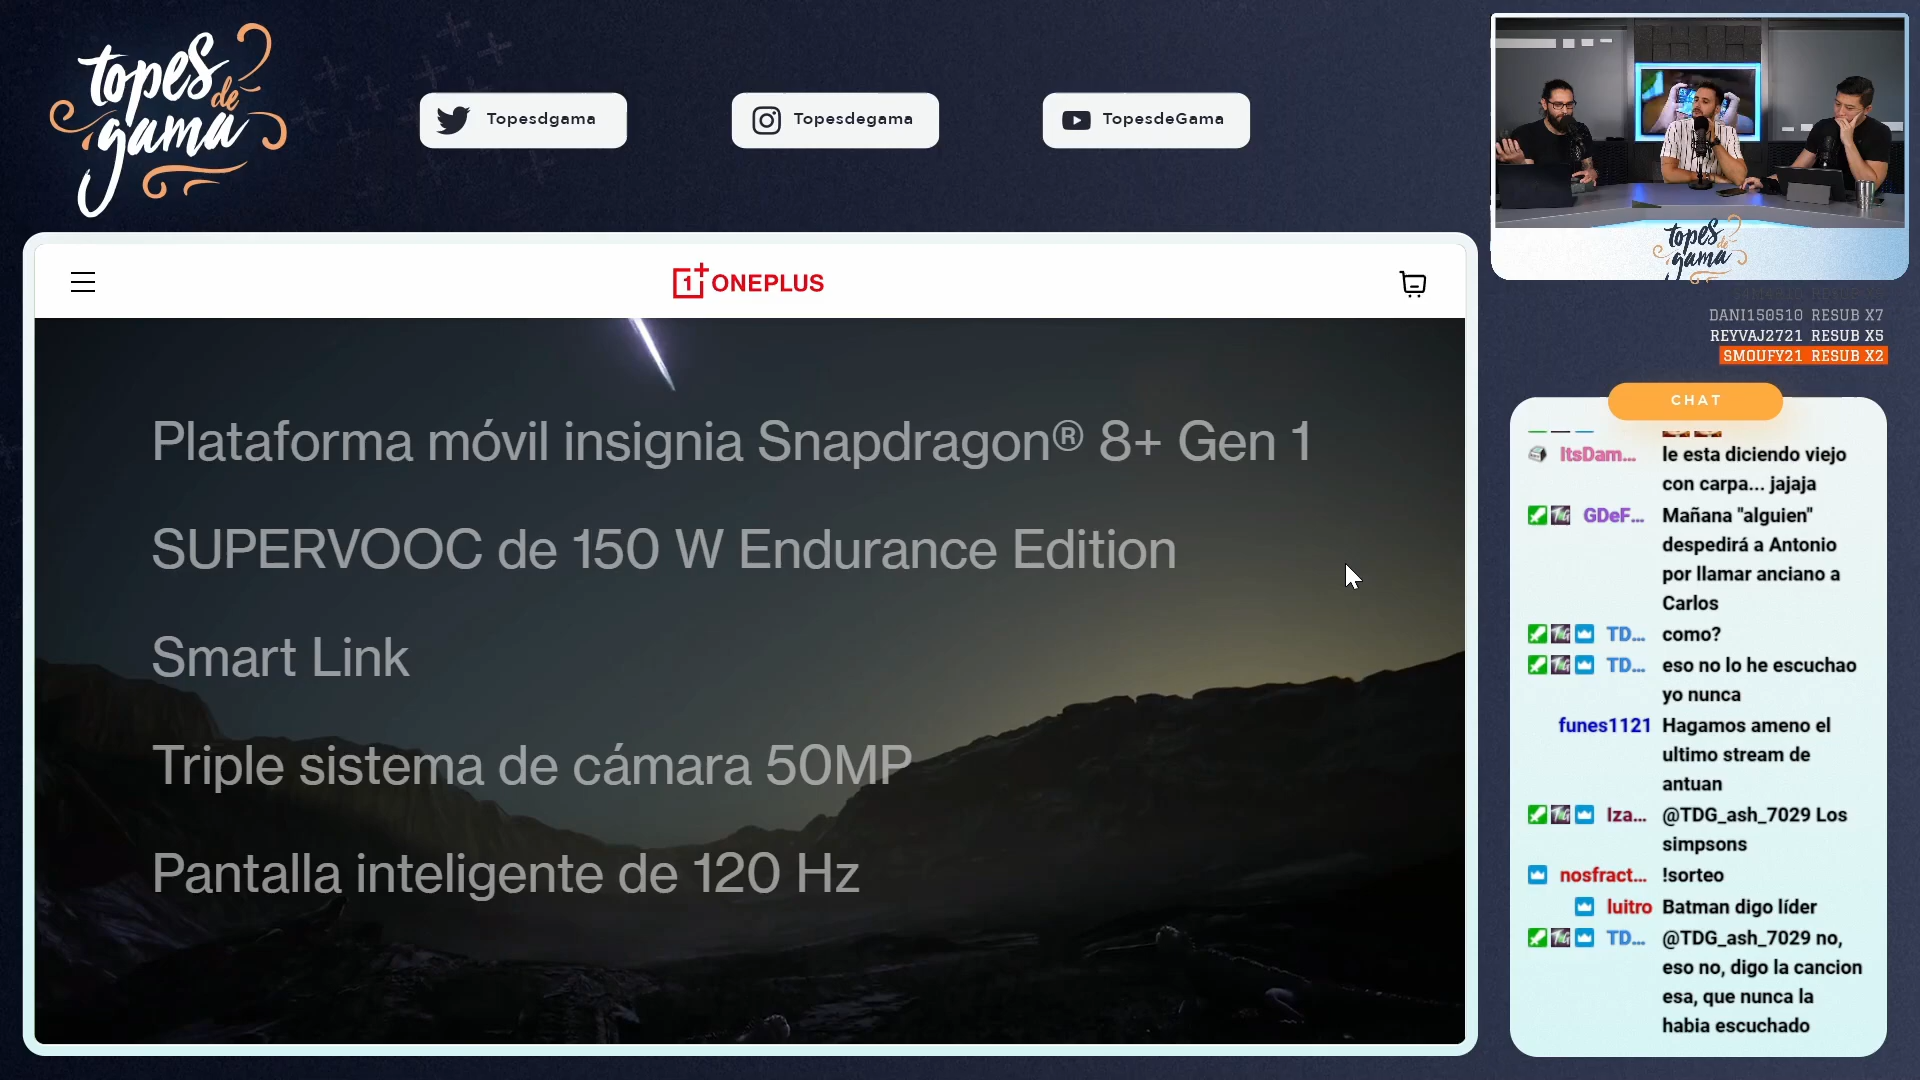 topes
de
gama
Topesdgama
Topesdegama
TopesdeGama
topes
de
gama
ONEPLUS
DANI150510 RESUB X7
REYVAJ2721 RESUB X5
SMOUFY21 RESUB X2
Plataforma móvil insignia Snapdragon® 8+ Gen 1
SUPERVOOC de 150 W Endurance Edition
Smart Link
Triple sistema de cámara 50MP
Pantalla inteligente de 120 Hz
CHAT
ItsDam... le esta diciendo viejo
con carpa... jajaja
GDeF... Mañana "alguien"
despedirá a Antonio
por llamar anciano a
Carlos
TD... como?
TD... eso no lo he escuchao
yo nunca
funes1121 Hagamos ameno el
ultimo stream de
antuan
Iza... @TDG_ash_7029 Los
simpsons
nosfract... !sorteo
luitro Batman digo líder
TD... @TDG_ash_7029 no,
eso no, digo la cancion
esa, que nunca la
habia escuchado